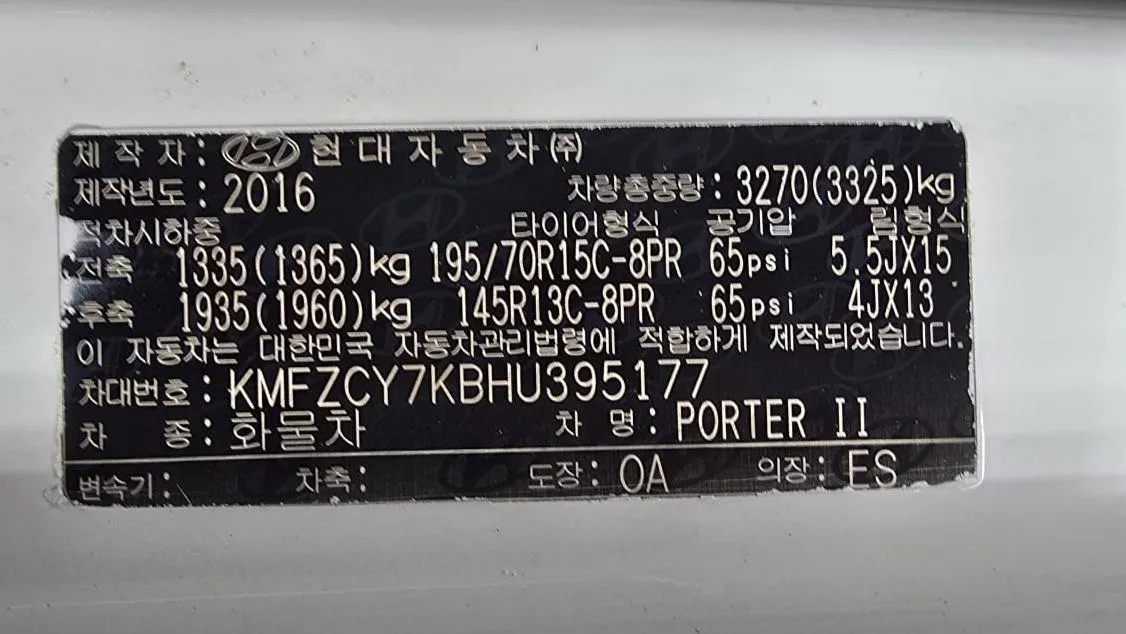 제 작 자 : 현 대 자 동 차 ㈜
제작년도 : 2016 차량총중량 : 3270(3325)kg
적차시하중 타이어형식 공기압 림형식
전축 1335(1365)kg 195/70R15C-8PR 65psi 5.5JX15
후축 1935(1960)kg 145R13C-8PR 65psi 4JX13
이 자동차는 대한민국 자동차관리법령에 적합하게 제작되었습니다.
차대번호 : KMFZCY7KBHU395177
차 종 : 화물차 차 명 : PORTER II
변속기 : 차축 : 도장 : OA 의장 : ES